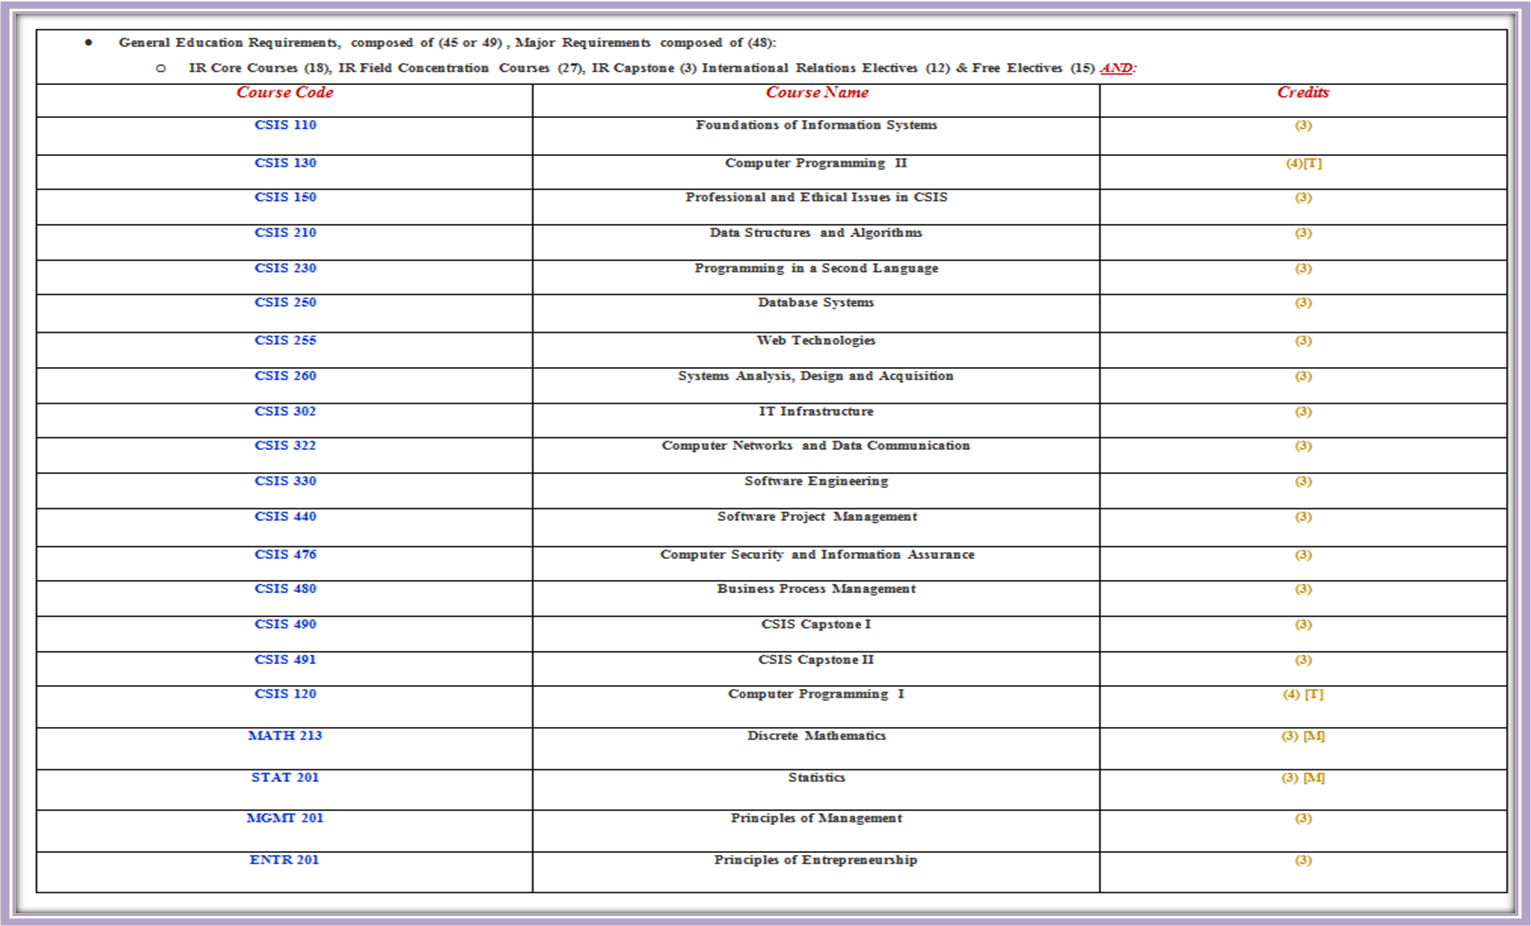 • General Education Requirements, composed of (45 or 49) , Major Requirements composed of (48):
o IR Core Courses (18), IR Field Concentration Courses (27), IR Capstone (3) International Relations Electives (12) & Free Electives (15) AND:
Course Code Course Name Credits
CSIS 110 Foundations of Information Systems (3)
CSIS 130 Computer Programming II (4)[T]
CSIS 150 Professional and Ethical Issues in CSIS (3)
CSIS 210 Data Structures and Algorithms (3)
CSIS 230 Programming in a Second Language (3)
CSIS 250 Database Systems (3)
CSIS 255 Web Technologies (3)
CSIS 260 Systems Analysis, Design and Acquisition (3)
CSIS 302 IT Infrastructure (3)
CSIS 322 Computer Networks and Data Communication (3)
CSIS 330 Software Engineering (3)
CSIS 440 Software Project Management (3)
CSIS 476 Computer Security and Information Assurance (3)
CSIS 480 Business Process Management (3)
CSIS 490 CSIS Capstone I (3)
CSIS 491 CSIS Capstone II (3)
CSIS 120 Computer Programming I (4) [T]
MATH 213 Discrete Mathematics (3) [M]
STAT 201 Statistics (3) [M]
MGMT 201 Principles of Management (3)
ENTR 201 Principles of Entrepreneurship (3)